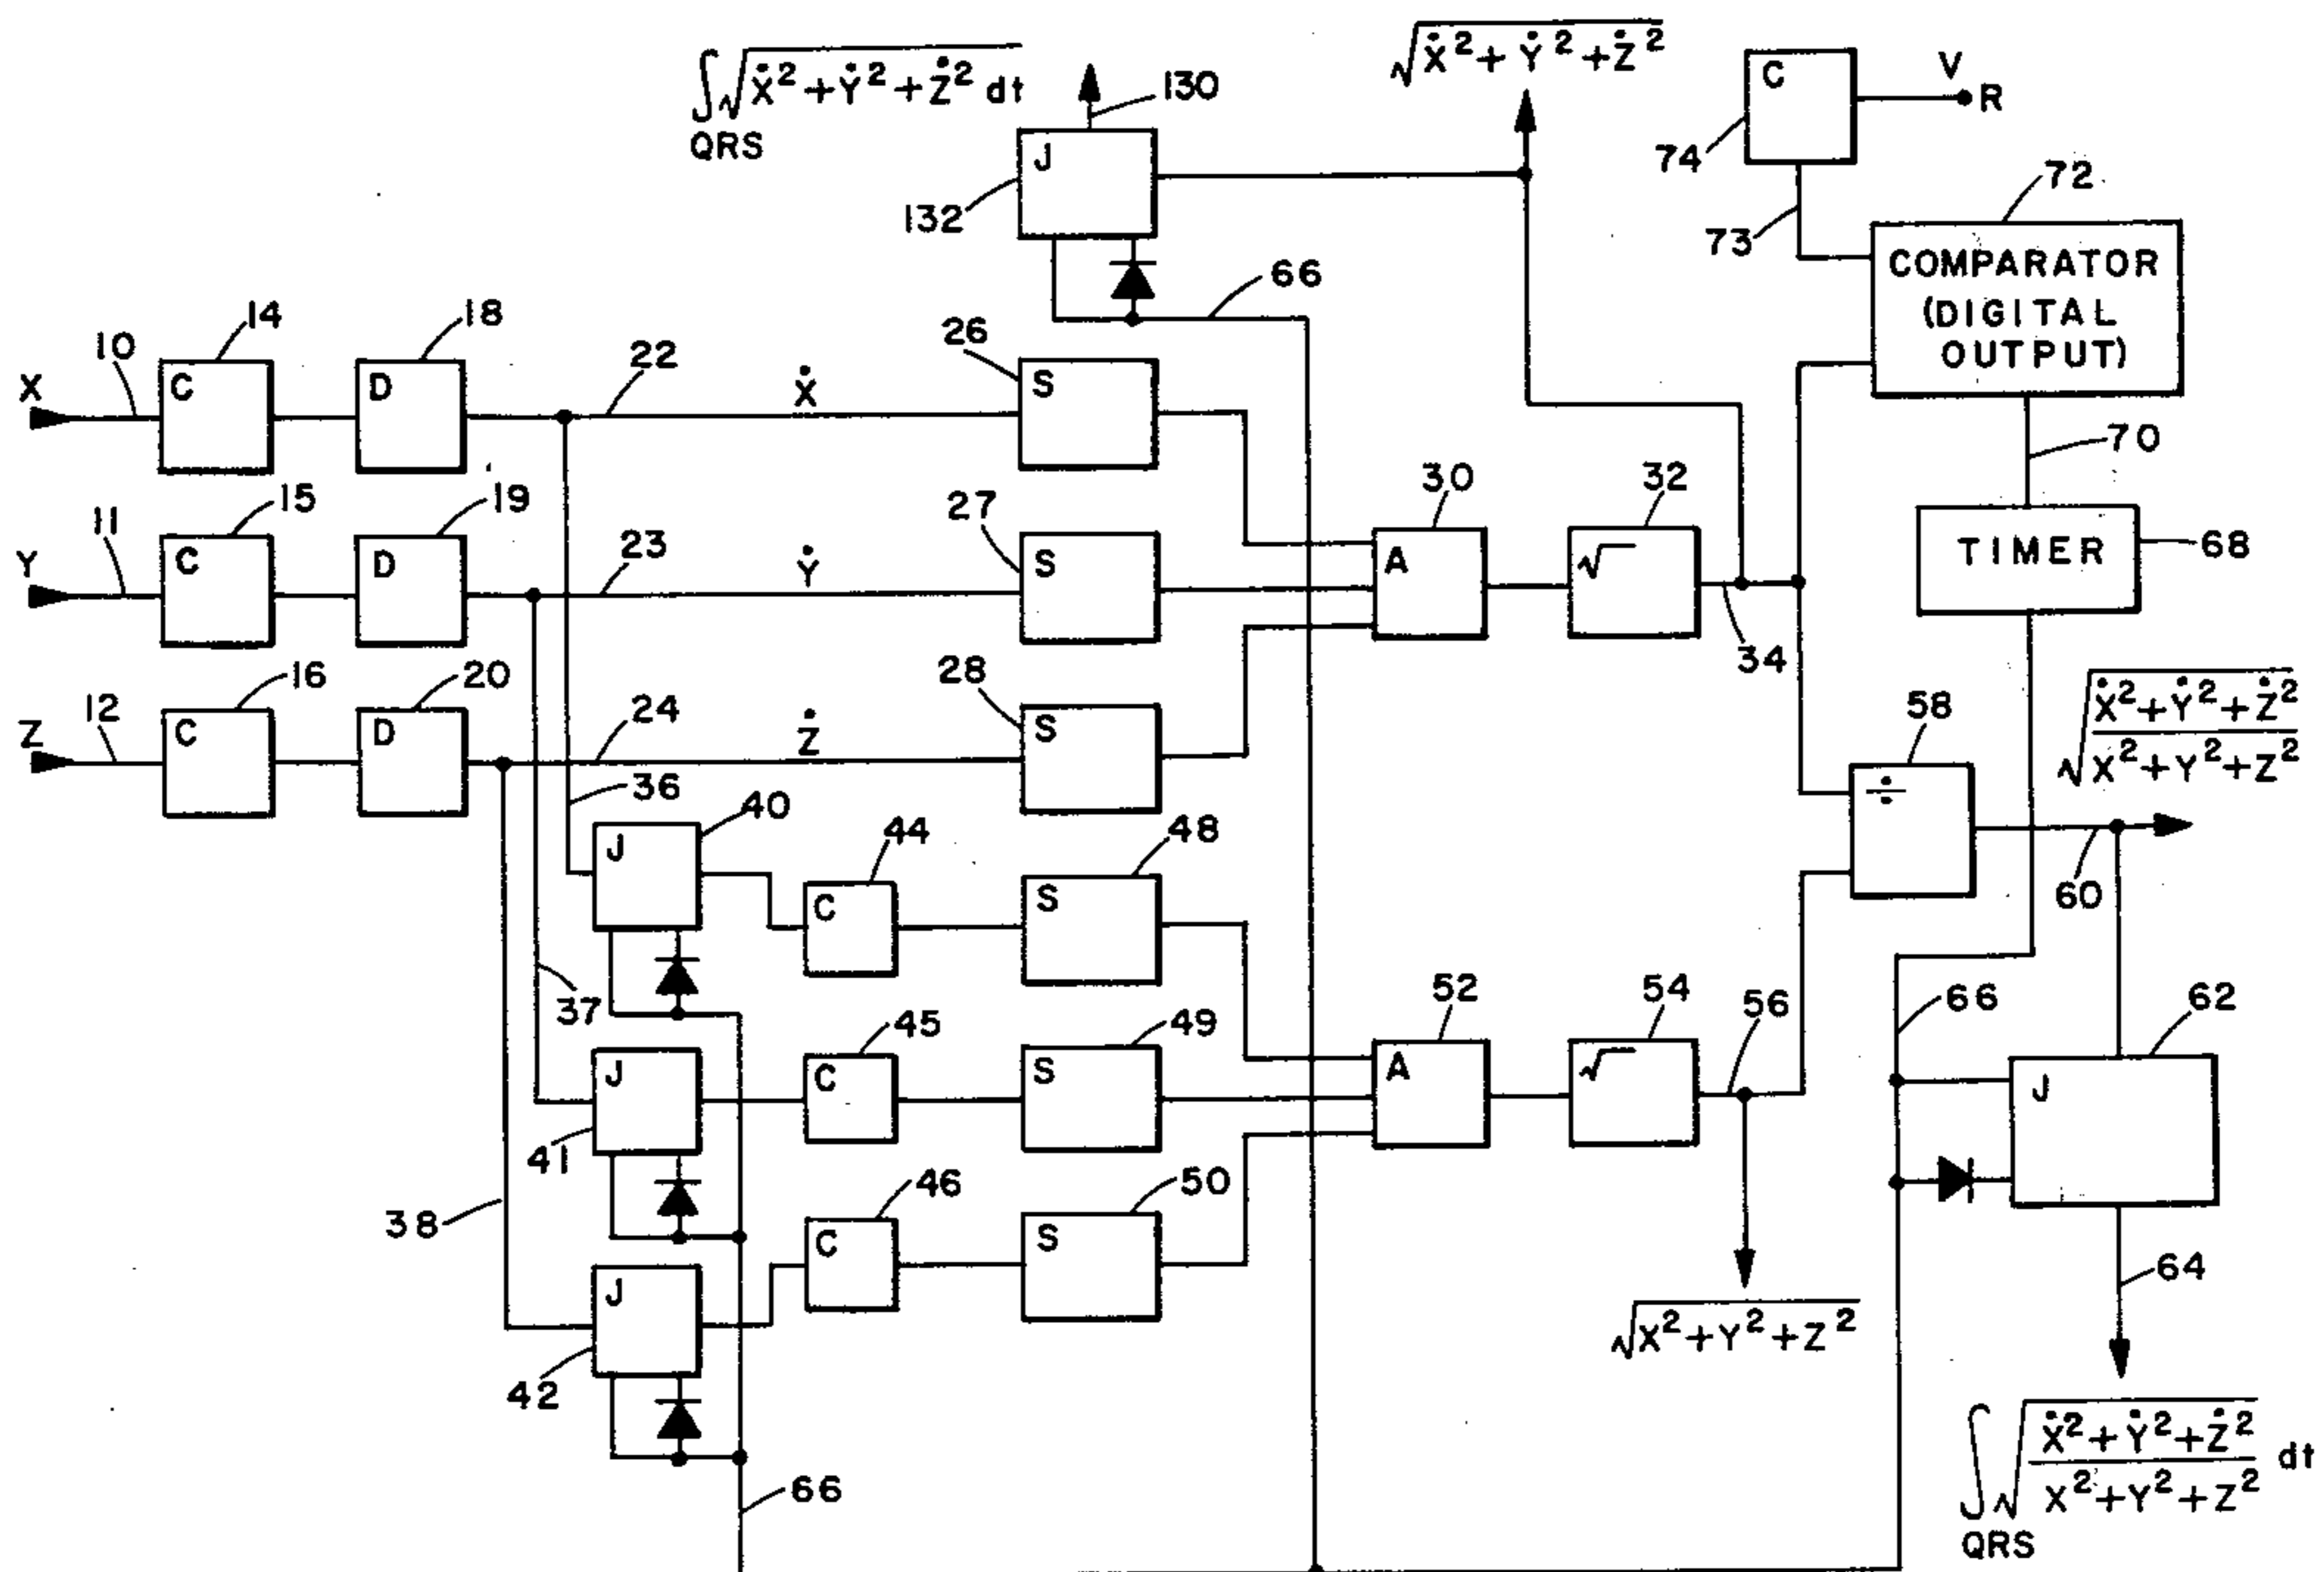 ∫√Ẋ²+Ẏ²+Ż² dt
QRS
130
J
132
66
√Ẋ²+Ẏ²+Ż²
C
V
R
74
73
72
COMPARATOR
(DIGITAL
OUTPUT)
70
TIMER
68
X
10
14
C
18
D
22
Ẋ
26
S
Y
11
15
C
19
D
23
Ẏ
27
S
30
A
32
√
34
Z
12
16
C
20
D
24
Ż
28
S
36
40
J
44
C
48
S
37
41
J
45
C
49
S
52
A
54
√
56
38
42
J
46
C
50
S
66
58
÷
√Ẋ²+Ẏ²+Ż²
X²+Y²+Z²
60
66
62
J
64
√X²+Y²+Z²
∫√Ẋ²+Ẏ²+Ż²
X²+Y²+Z² dt
QRS